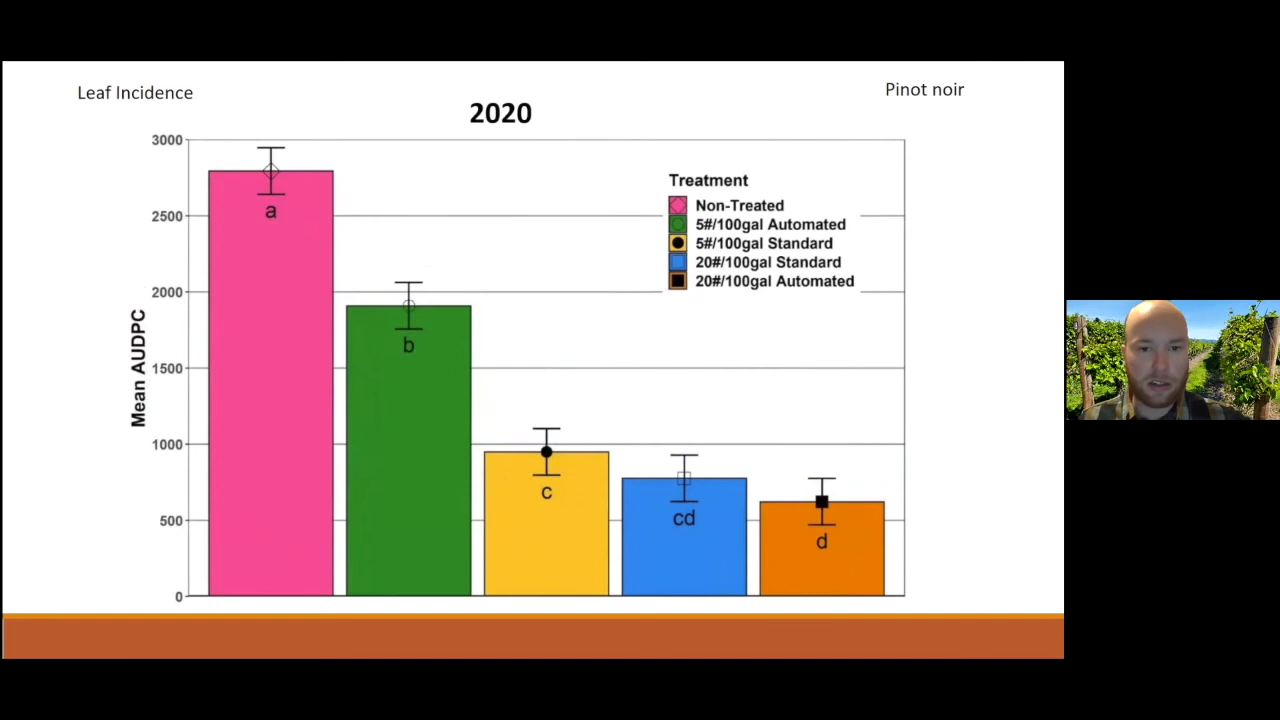 Leaf Incidence
Pinot noir
2020
3000
2500
2000
1500
1000
500
0
Mean AUDPC
Treatment
Non-Treated
5#/100gal Automated
5#/100gal Standard
20#/100gal Standard
20#/100gal Automated
a
b
c
cd
d